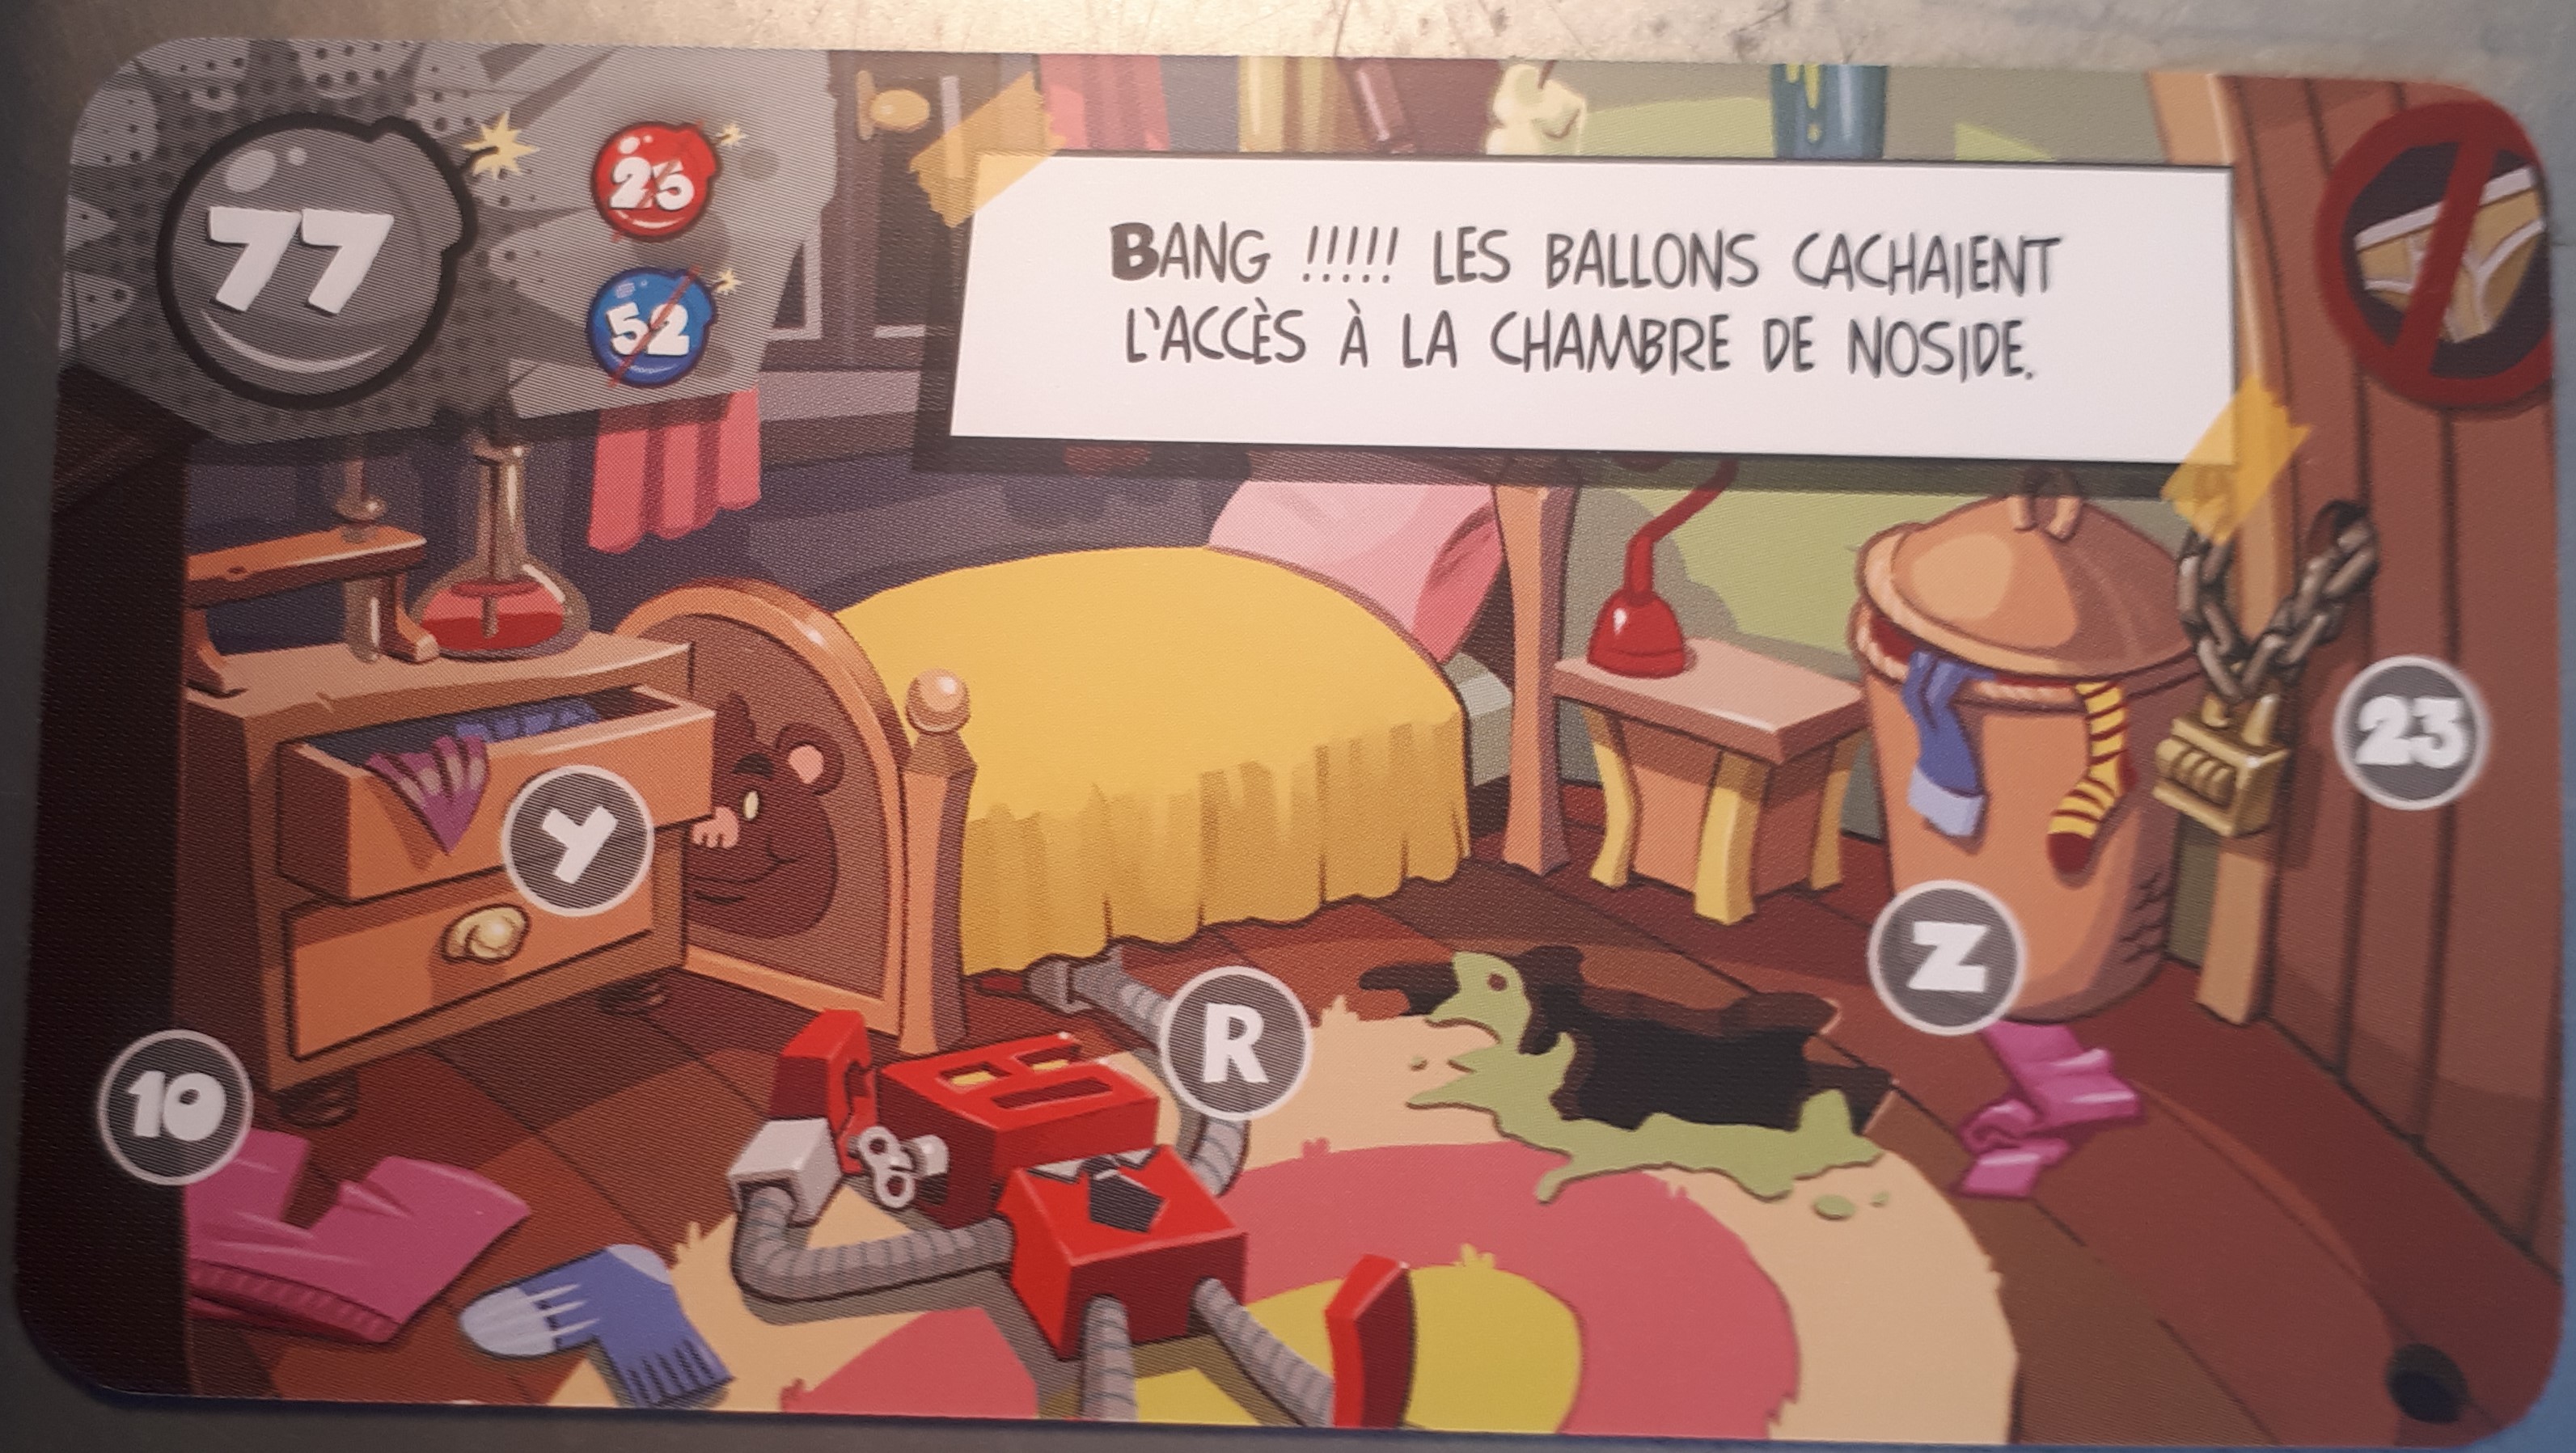 77
25
52
BANG !!!!! LES BALLONS CACHAIENT
L'ACCÈS À LA CHAMBRE DE NOSIDE.
Y
23
Z
R
10